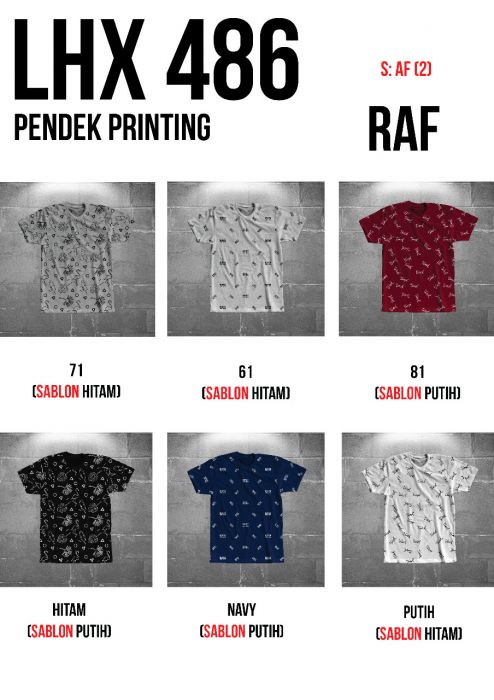 LHX 486
PENDEK PRINTING
S: AF (2)
RAF
71
(SABLON HITAM)
61
(SABLON HITAM)
81
(SABLON PUTIH)
HITAM
(SABLON PUTIH)
NAVY
(SABLON PUTIH)
PUTIH
(SABLON HITAM)